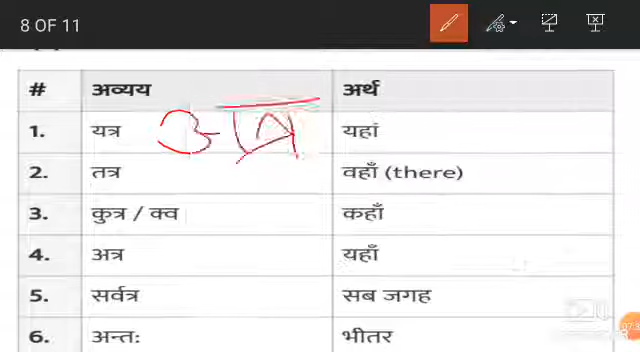 8 OF 11
# अव्यय अर्थ
1. यत्र यहां
2. तत्र वहाँ (there)
3. कुत्र / क्व कहाँ
4. अत्र यहाँ
5. सर्वत्र सब जगह
6. अन्त: भीतर